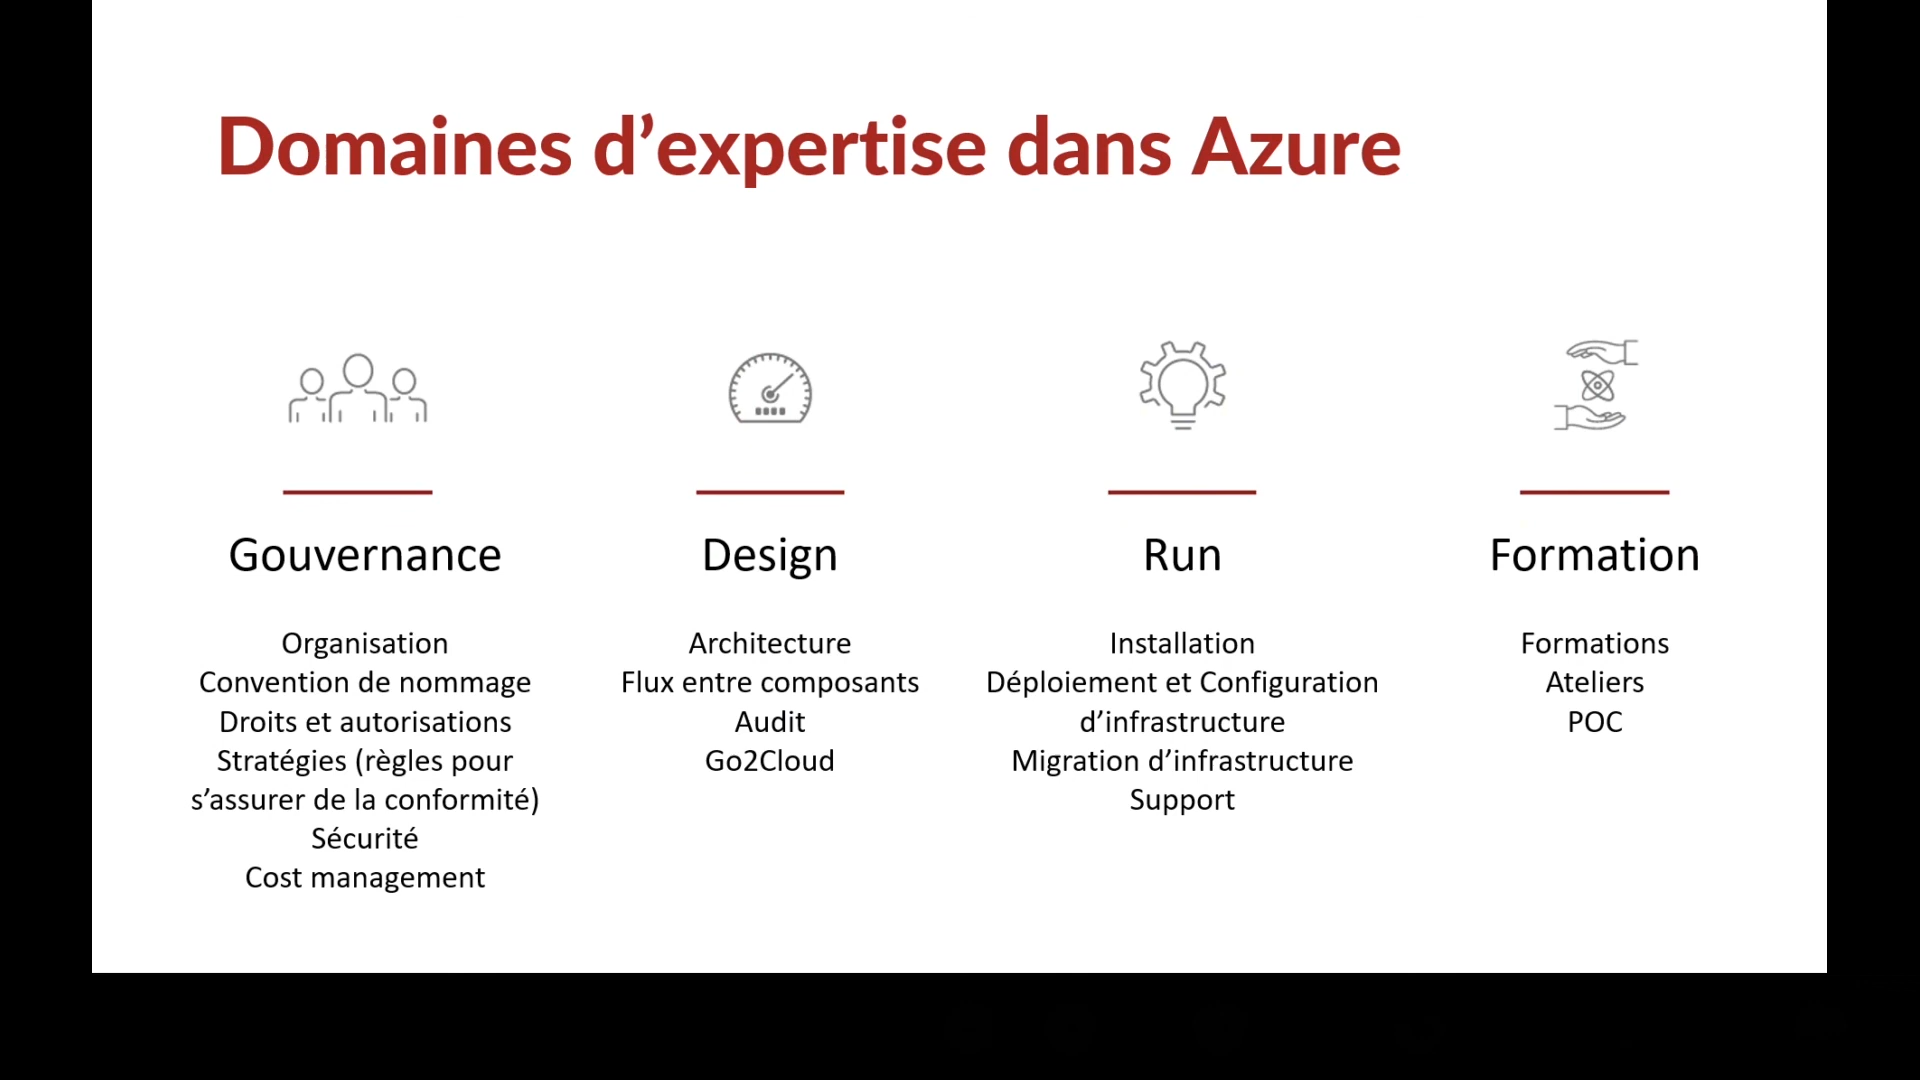 Domaines d’expertise dans Azure
Gouvernance
Organisation
Convention de nommage
Droits et autorisations
Stratégies (règles pour
s’assurer de la conformité)
Sécurité
Cost management
Design
Architecture
Flux entre composants
Audit
Go2Cloud
Run
Installation
Déploiement et Configuration
d’infrastructure
Migration d’infrastructure
Support
Formation
Formations
Ateliers
POC